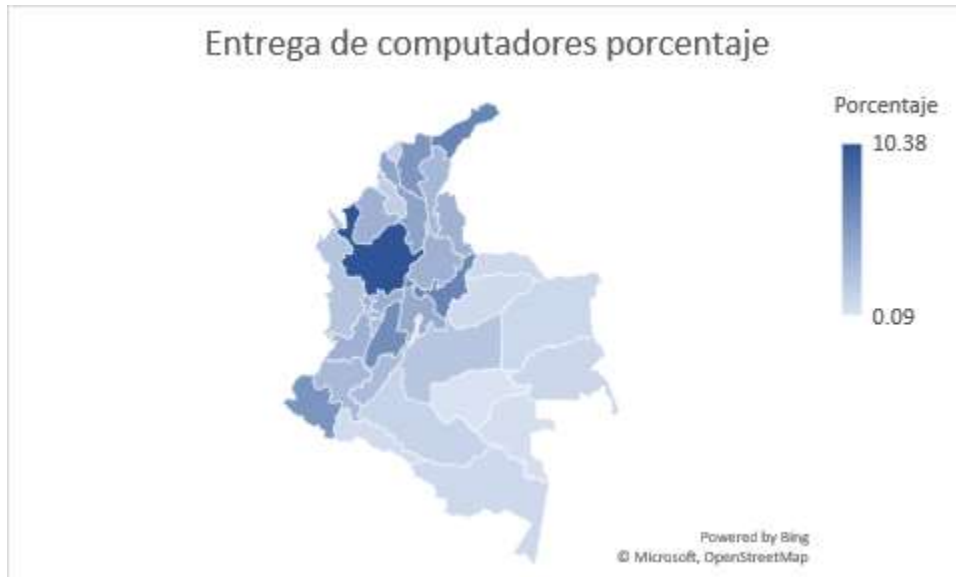 Entrega de computadores porcentaje
Porcentaje
10.38
0.09
Powered by Bing
© Microsoft, OpenStreetMap